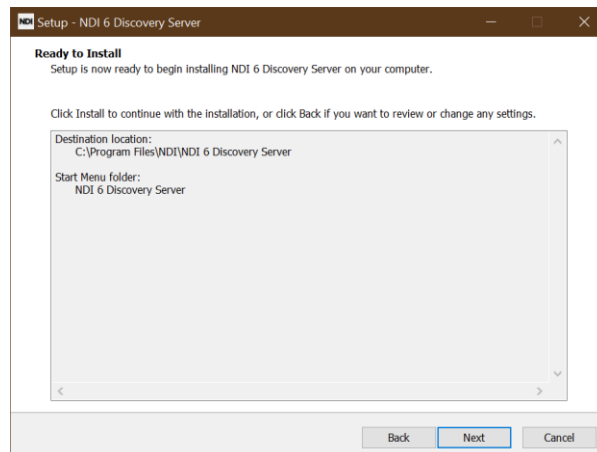 NDI Setup - NDI 6 Discovery Server
Ready to Install
Setup is now ready to begin installing NDI 6 Discovery Server on your computer.
Click Install to continue with the installation, or click Back if you want to review or change any settings.
Destination location:
C:\Program Files\NDI\NDI 6 Discovery Server
Start Menu folder:
NDI 6 Discovery Server
Back Next Cancel